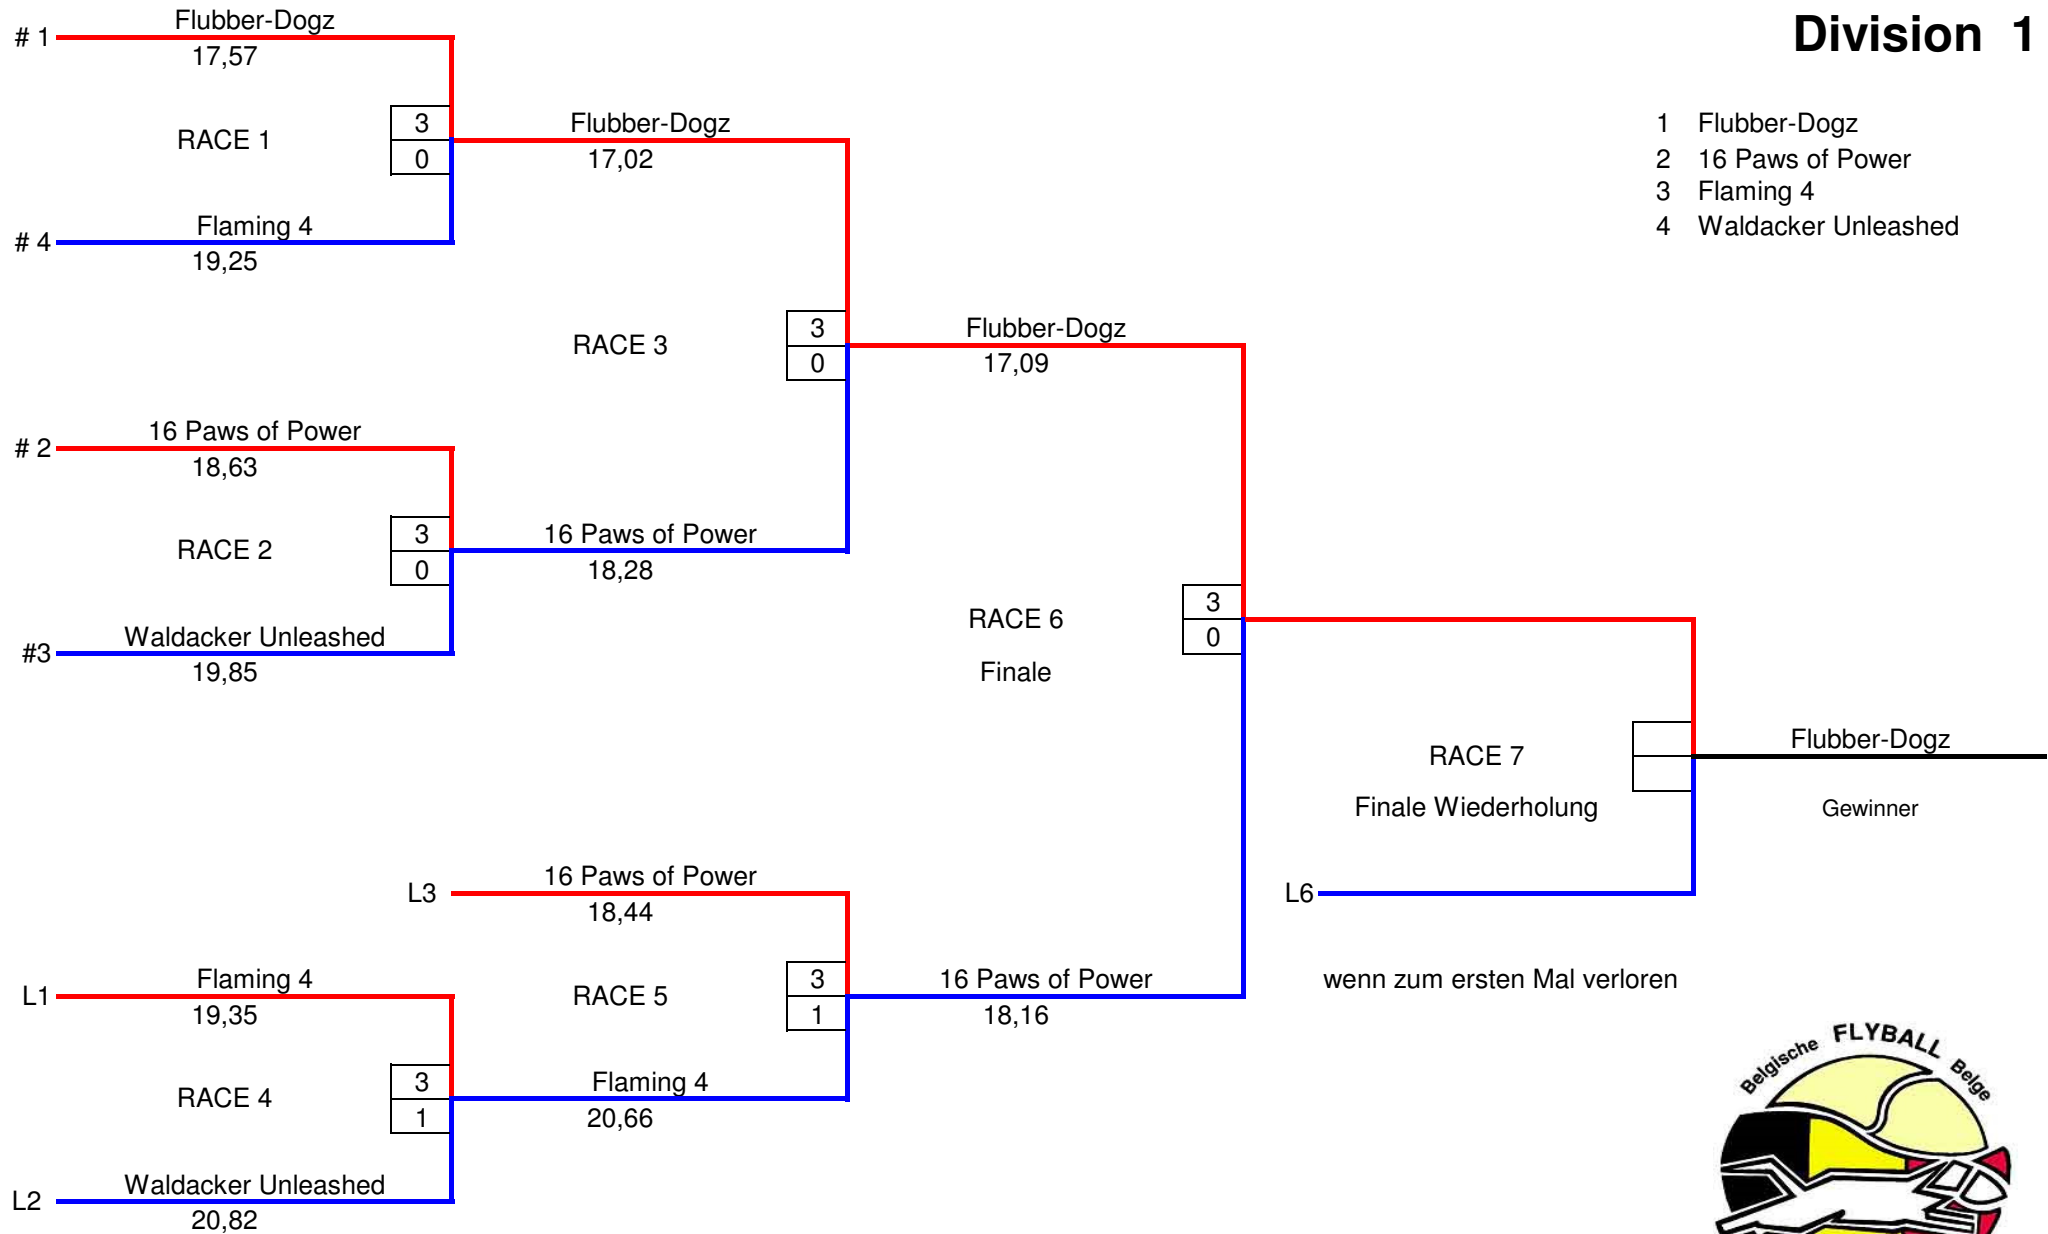 Division 1
# 1
Flubber-Dogz
17,57
RACE 1
3
0
# 4
Flaming 4
19,25
Flubber-Dogz
17,02
1 Flubber-Dogz
2 16 Paws of Power
3 Flaming 4
4 Waldacker Unleashed
RACE 3
3
0
Flubber-Dogz
17,09
# 2
16 Paws of Power
18,63
RACE 2
3
0
16 Paws of Power
18,28
#3
Waldacker Unleashed
19,85
RACE 6
3
0
Finale
RACE 7
Finale Wiederholung
Flubber-Dogz
Gewinner
L3
16 Paws of Power
18,44
L6
wenn zum ersten Mal verloren
L1
Flaming 4
19,35
RACE 5
3
1
16 Paws of Power
18,16
RACE 4
3
1
Flaming 4
20,66
L2
Waldacker Unleashed
20,82
Belgische FLYBALL Belge